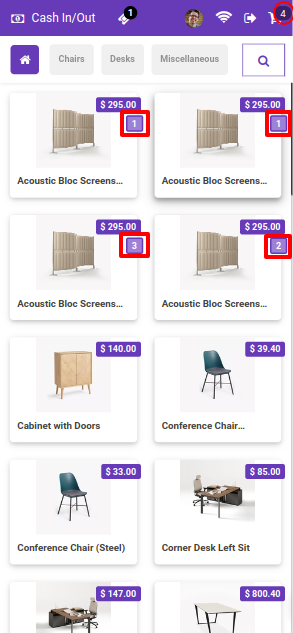 Cash In/Out
1
4
Chairs
Desks
Miscellaneous
$ 295.00
1
Acoustic Bloc Screens...
$ 295.00
1
Acoustic Bloc Screens...
$ 295.00
3
Acoustic Bloc Screens...
$ 295.00
2
Acoustic Bloc Screens...
$ 140.00
Cabinet with Doors
$ 39.40
Conference Chair...
$ 33.00
Conference Chair (Steel)
$ 85.00
Corner Desk Left Sit
$ 147.00
$ 800.40